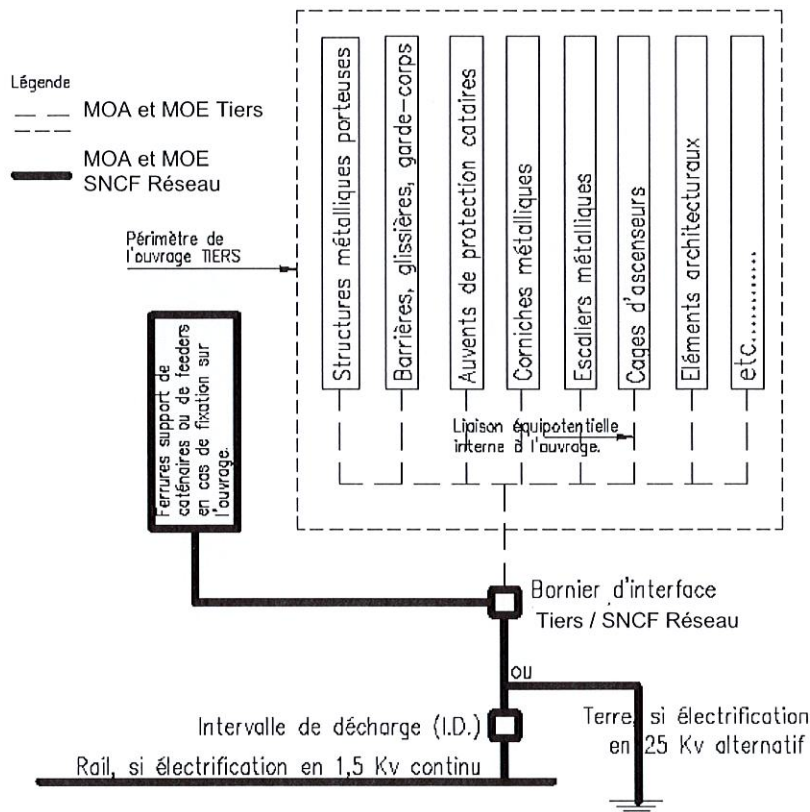 Légende
MOA et MOE Tiers
MOA et MOE
SNCF Réseau
Périmètre de
l'ouvrage TIERS
Structures métalliques porteuses
Barrières, glissières, garde-corps
Auvents de protection cataires
Corniches métalliques
Escaliers métalliques
Cages d'ascenseurs
Eléments architecturaux
etc............
Liaison équipotentielle
interne à l'ouvrage.
Ferrures support de
caténaires ou de feeders
en cas de fixation sur
l'ouvrage.
Bornier d'interface
Tiers / SNCF Réseau
ou
Intervalle de décharge (I.D.)
Terre, si électrification
en 25 Kv alternatif
Rail, si électrification en 1,5 Kv continu